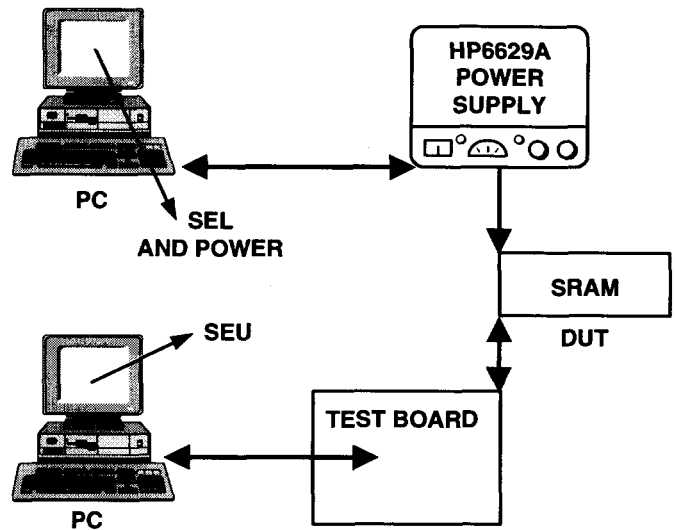 HP6629A
POWER
SUPPLY
PC
SEL
AND POWER
SRAM
DUT
SEU
TEST BOARD
PC